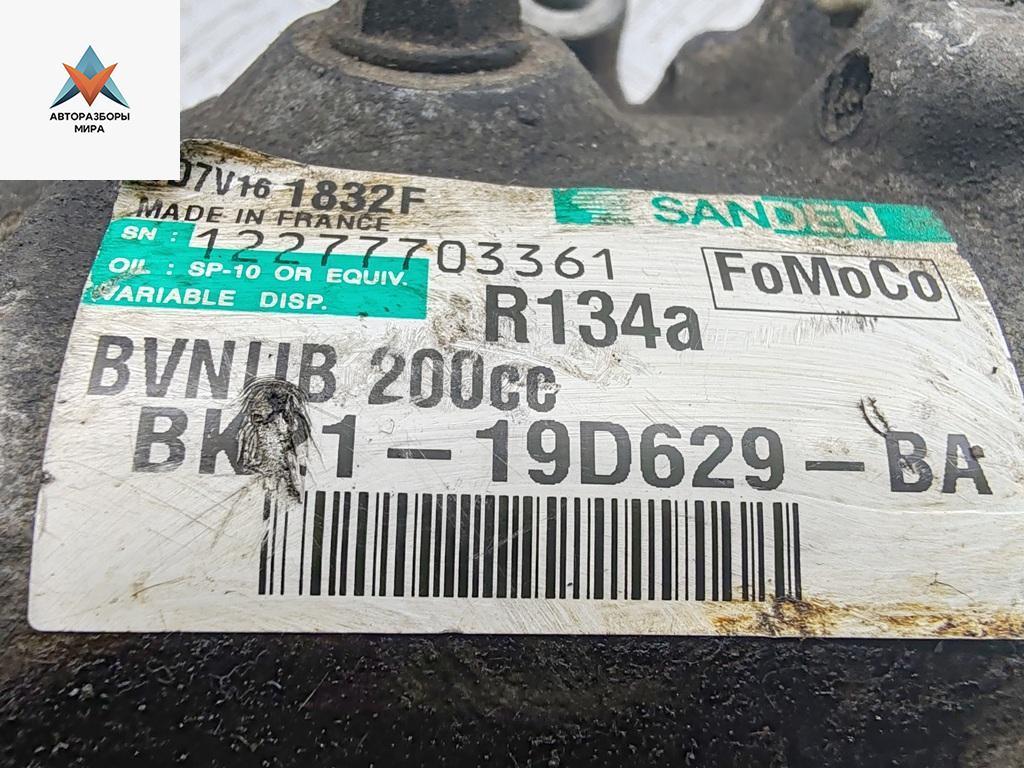 АВТОРАЗБОРЫ
МИРА
1832F
MADE IN FRANCE
SANDEN
SN : 12277703361
OIL : SP-10 OR EQUIV.
VARIABLE DISP.
FoMoCo
R134a
BVNUB 200cc
19D629-BA